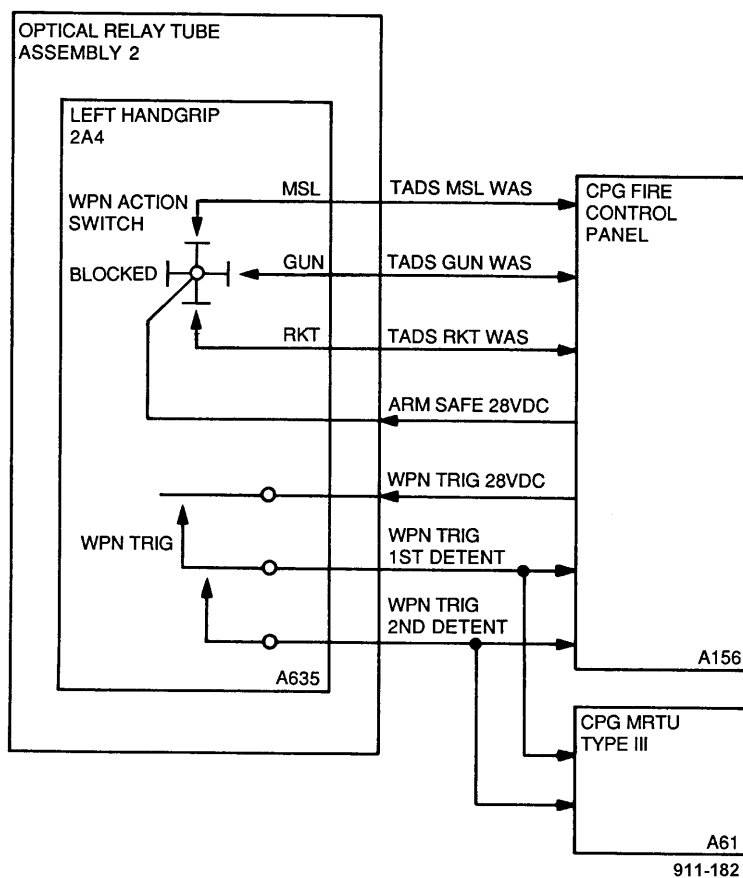 OPTICAL RELAY TUBE
ASSEMBLY 2
LEFT HANDGRIP
2A4
WPN ACTION
SWITCH
BLOCKED
MSL
GUN
RKT
TADS MSL WAS
TADS GUN WAS
TADS RKT WAS
ARM SAFE 28VDC
WPN TRIG 28VDC
WPN TRIG
WPN TRIG
1ST DETENT
WPN TRIG
2ND DETENT
A635
CPG FIRE
CONTROL
PANEL
A156
CPG MRTU
TYPE III
A61
911-182